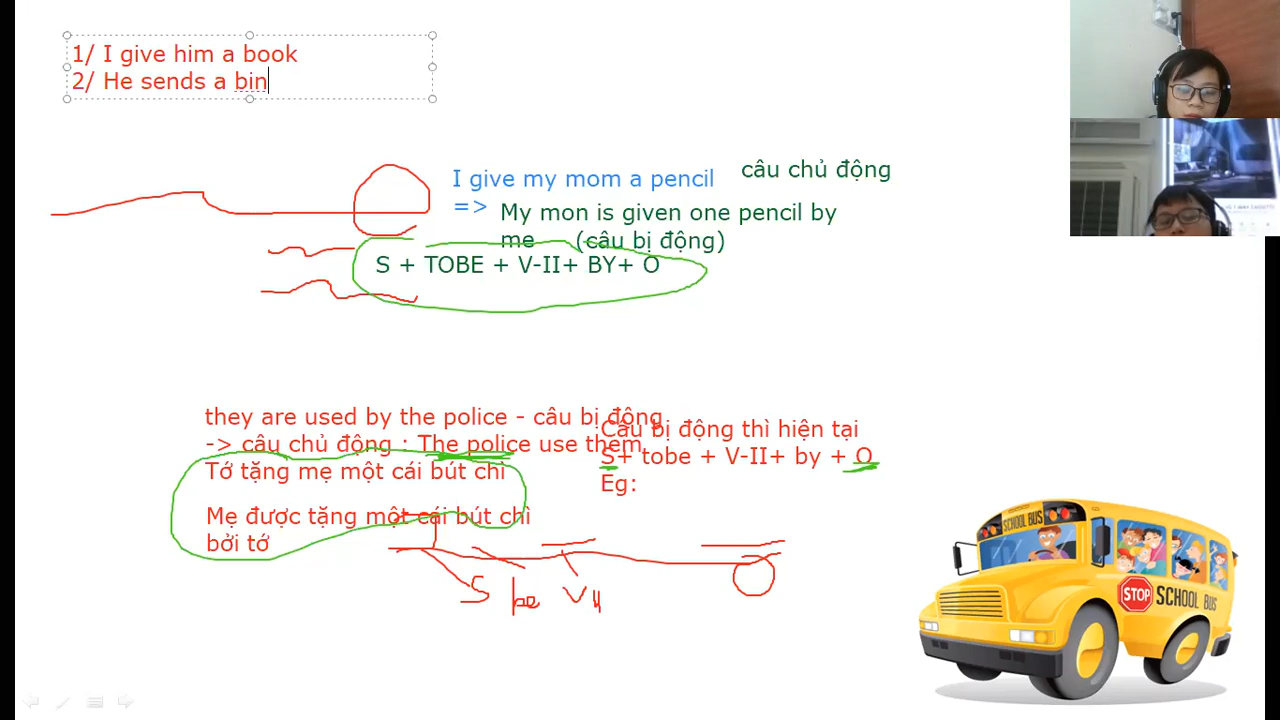 1/ I give him a book
2/ He sends a bin
I give my mom a pencil
câu chủ động
=>
My mon is given one pencil by
me (câu bị động)
S + TOBE + V-II+ BY+ O
they are used by the police - câu bị động
-> câu chủ động : The police use them
Tớ tặng mẹ một cái bút chì
Mẹ được tặng một cái bút chì
bởi tớ
Câu bị động thì hiện tại
S+ tobe + V-II+ by + O
Eg:
S be V
SCHOOL BUS
STOP SCHOOL BUS